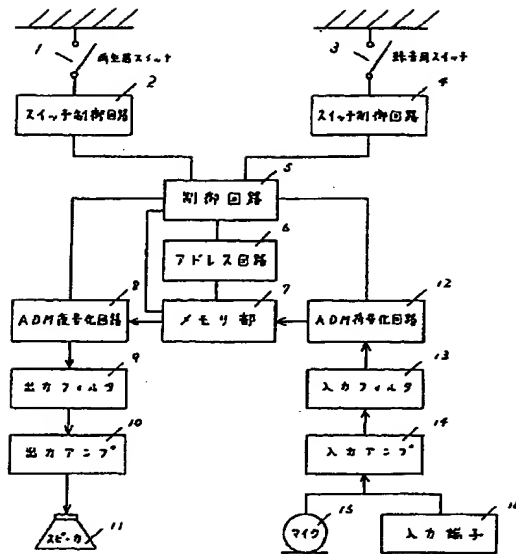 1
再生用スイッチ
2
スイッチ制御回路
3
録音用スイッチ
4
スイッチ制御回路
5
制御回路
6
アドレス回路
7
メモリ部
8
ADM復号化回路
9
出力フィルタ
10
出力アンプ
11
スピーカ
12
ADM符号化回路
13
入力フィルタ
14
入力アンプ
15
マイク
16
入力端子